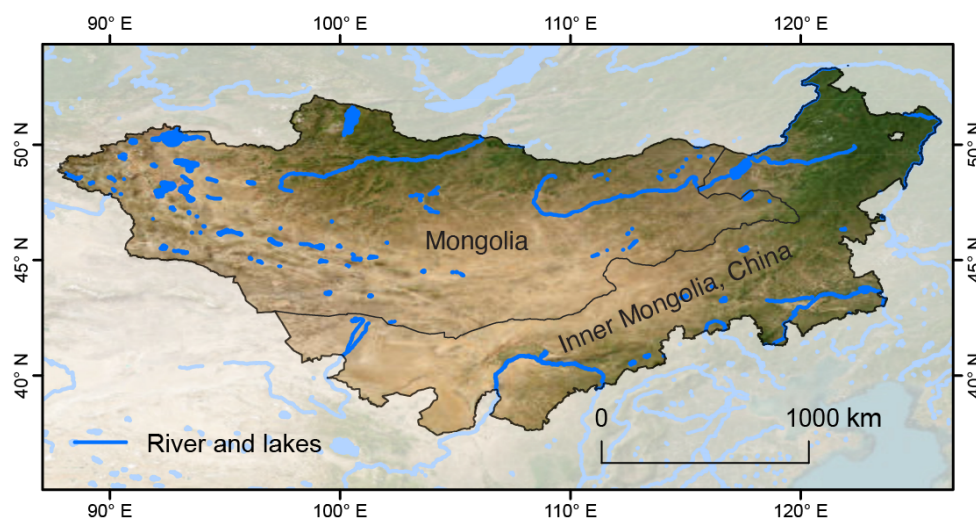 90° E 100° E 110° E 120° E
50° N 50° N
45° N 45° N
40° N 40° N
Mongolia
Inner Mongolia, China
0 1000 km
River and lakes
90° E 100° E 110° E 120° E